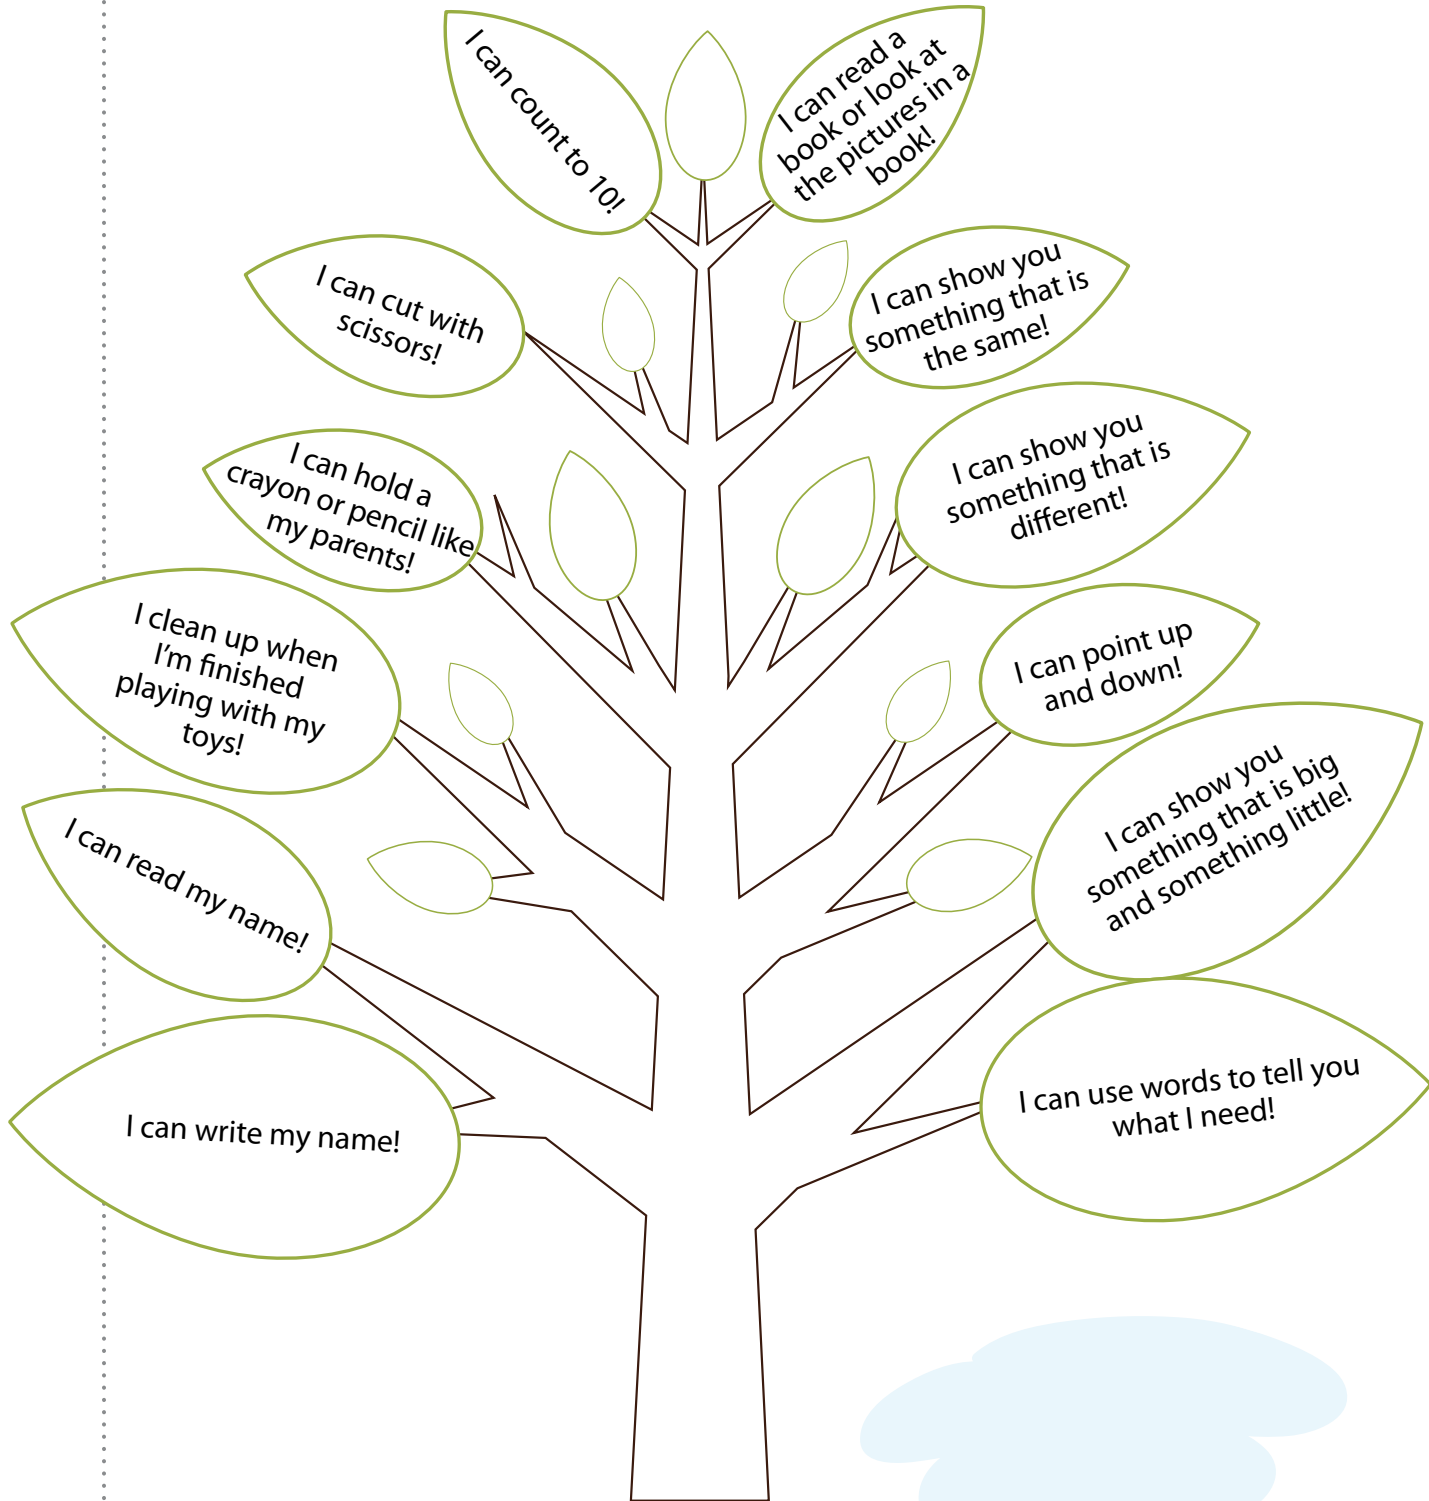 I can count to 10!
I can read a
book or look at
the pictures in a
book!
I can cut with
scissors!
I can show you
something that is
the same!
I can hold a
crayon or pencil like
my parents!
I can show you
something that is
different!
I clean up when
I'm finished
playing with my
toys!
I can point up
and down!
I can read my name!
I can show you
something that is big
and something little!
I can write my name!
I can use words to tell you
what I need!